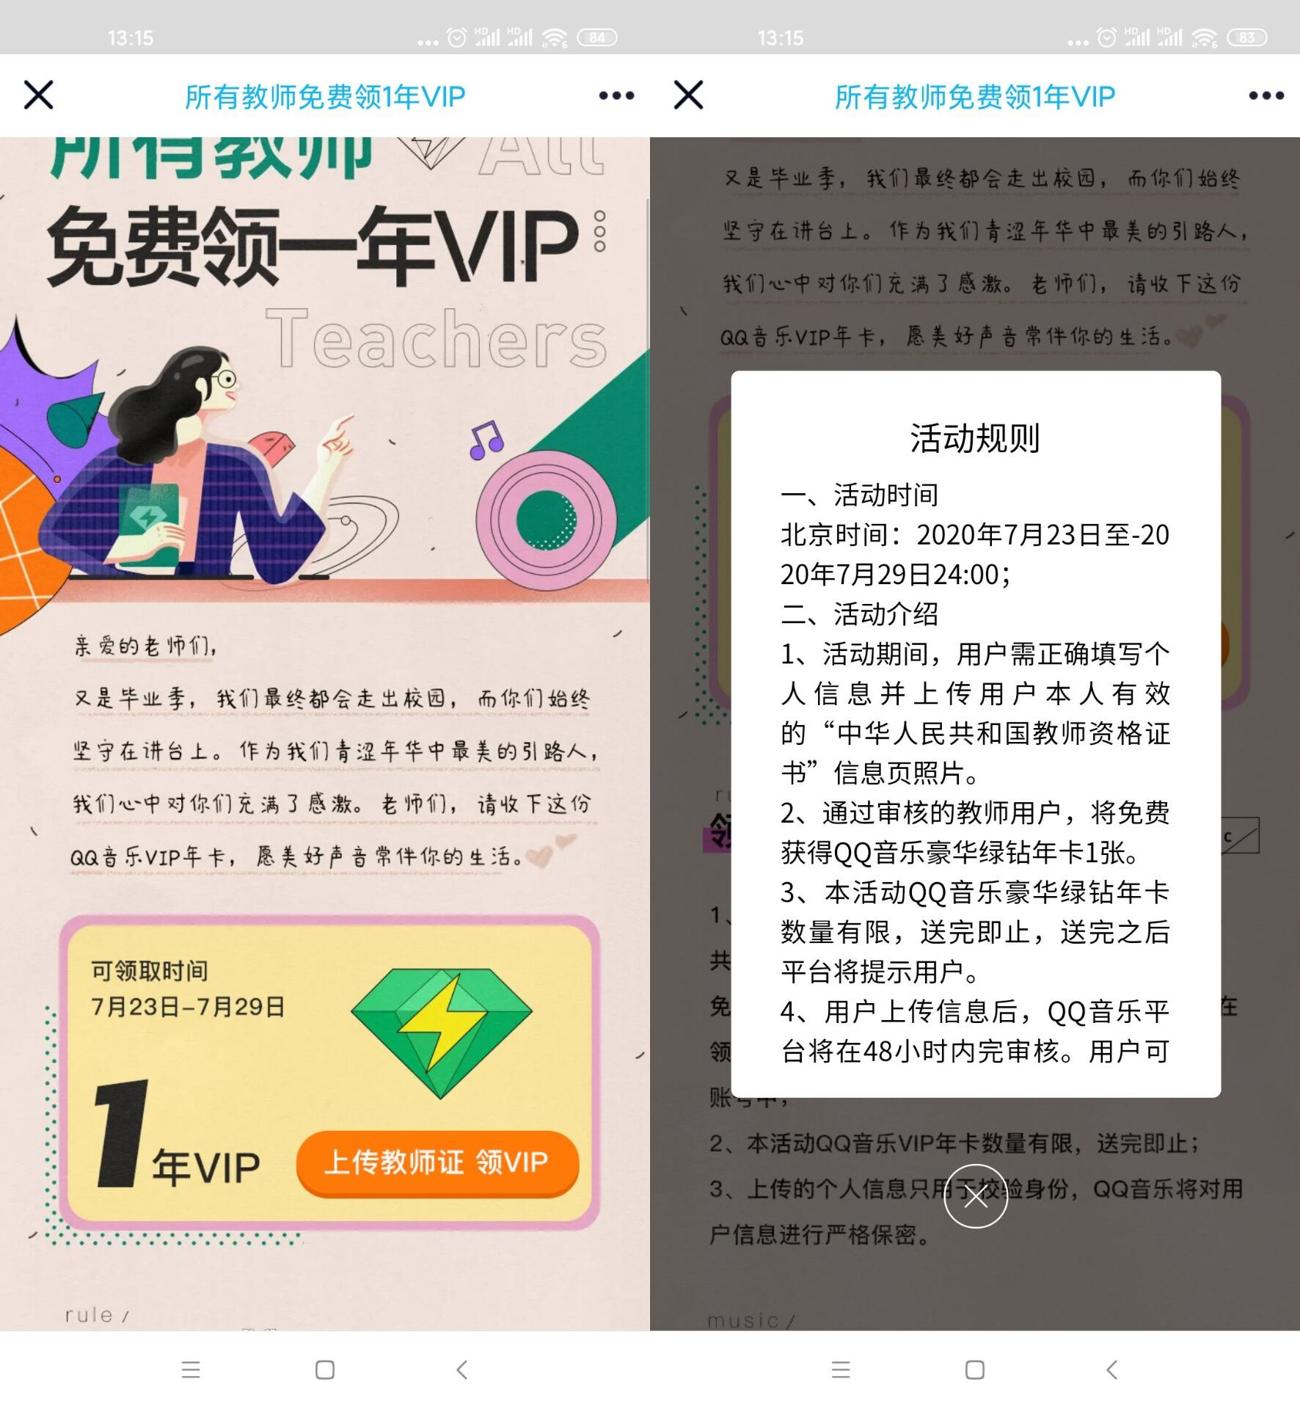 13:15
HD HD 6 84
所有教师免费领1年VIP
所有教师 All
免费领一年VIP
Teachers
亲爱的老师们，
又是毕业季，我们最终都会走出校园，而你们始终
坚守在讲台上。作为我们青涩年华中最美的引路人，
我们心中对你们充满了感激。老师们，请收下这份
QQ音乐VIP年卡，愿美好声音常伴你的生活。
可领取时间
7月23日-7月29日
1年VIP
上传教师证 领VIP
rule /
13:15
HD HD 6 83
所有教师免费领1年VIP
又是毕业季，我们最终都会走出校园，而你们始终
坚守在讲台上。作为我们青涩年华中最美的引路人，
我们心中对你们充满了感激。老师们，请收下这份
QQ音乐VIP年卡，愿美好声音常伴你的生活。
活动规则
一、活动时间
北京时间：2020年7月23日至-20
20年7月29日24:00；
二、活动介绍
1、活动期间，用户需正确填写个
人信息并上传用户本人有效
的“中华人民共和国教师资格证
书”信息页照片。
2、通过审核的教师用户，将免费
获得QQ音乐豪华绿钻年卡1张。
3、本活动QQ音乐豪华绿钻年卡
数量有限，送完即止，送完之后
平台将提示用户。
4、用户上传信息后，QQ音乐平
台将在48小时内完审核。用户可
ru
领
c
1、
共
免
在
领
账号中；
2、本活动QQ音乐VIP年卡数量有限，送完即止；
3、上传的个人信息只用于校验身份，QQ音乐将对用
户信息进行严格保密。
music /